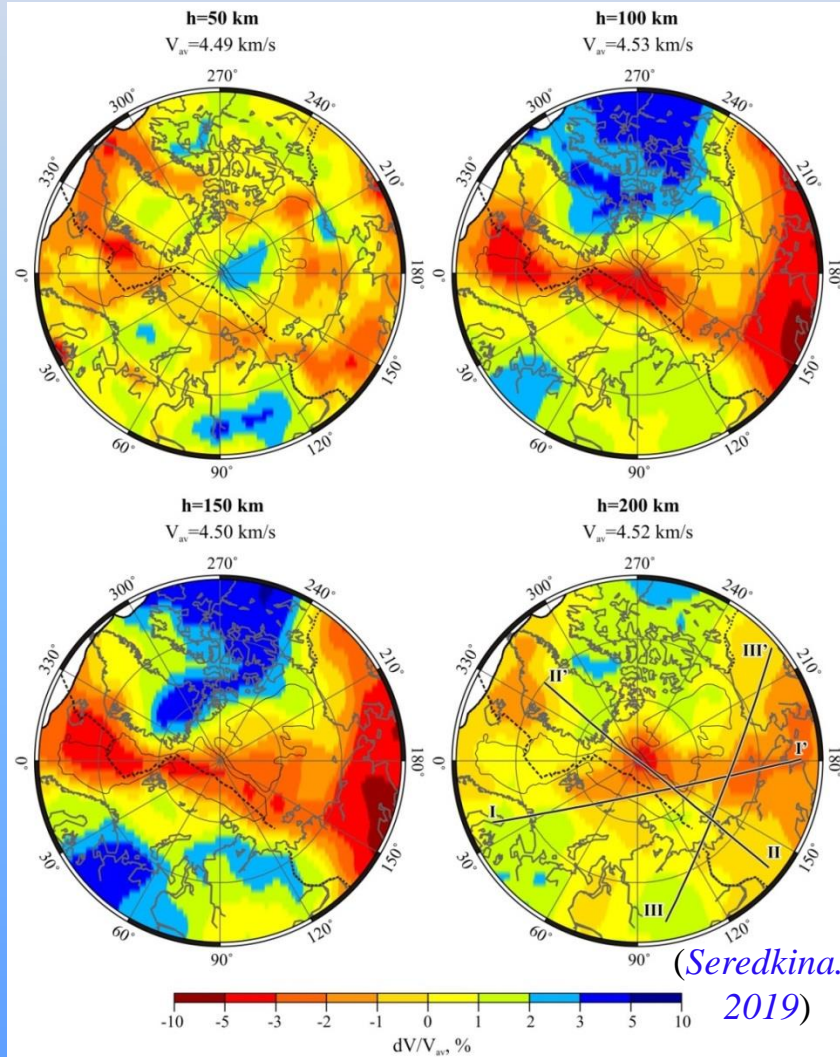 h=50 km
V_av=4.49 km/s
270°
300°
240°
330°
210°
0°
180°
30°
150°
60°
120°
90°
h=100 km
V_av=4.53 km/s
270°
300°
240°
330°
210°
0°
180°
30°
150°
60°
120°
90°
h=150 km
V_av=4.50 km/s
270°
300°
240°
330°
210°
0°
180°
30°
150°
60°
120°
90°
h=200 km
V_av=4.52 km/s
270°
300°
240°
III'
330°
210°
II'
I'
0°
180°
I
30°
II
150°
III
60°
120°
90°
(Seredkina.
2019)
-10 -5 -3 -2 -1 0 1 2 3 5 10
dV/V_av, %